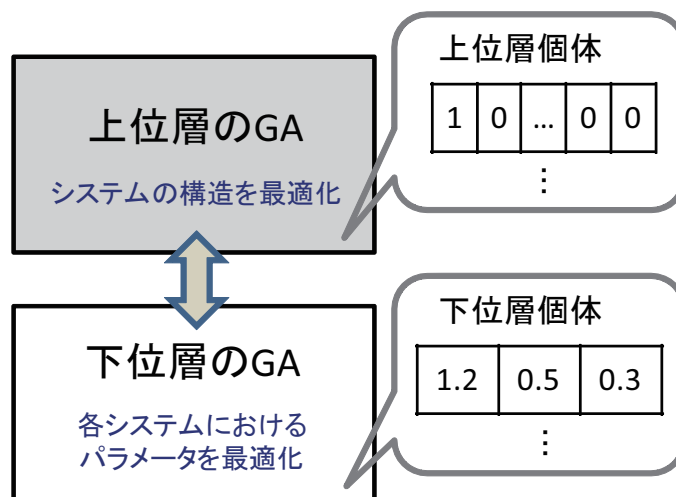 上位層のGA
システムの構造を最適化
上位層個体
1 0 … 0 0
⋮
下位層のGA
各システムにおける
パラメータを最適化
下位層個体
1.2 0.5 0.3
⋮